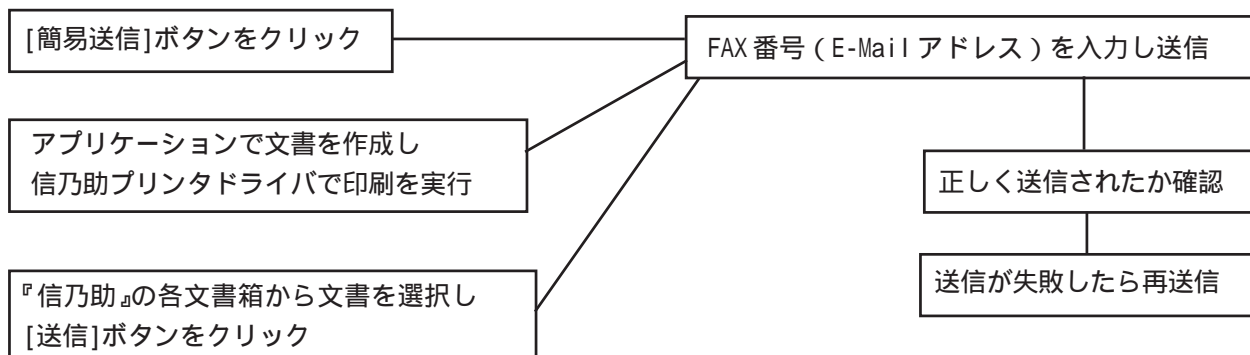 [簡易送信]ボタンをクリック
FAX番号(E-Mailアドレス)を入力し送信
アプリケーションで文書を作成し
信乃助プリンタドライバで印刷を実行
正しく送信されたか確認
送信が失敗したら再送信
『信乃助』の各文書箱から文書を選択し
[送信]ボタンをクリック